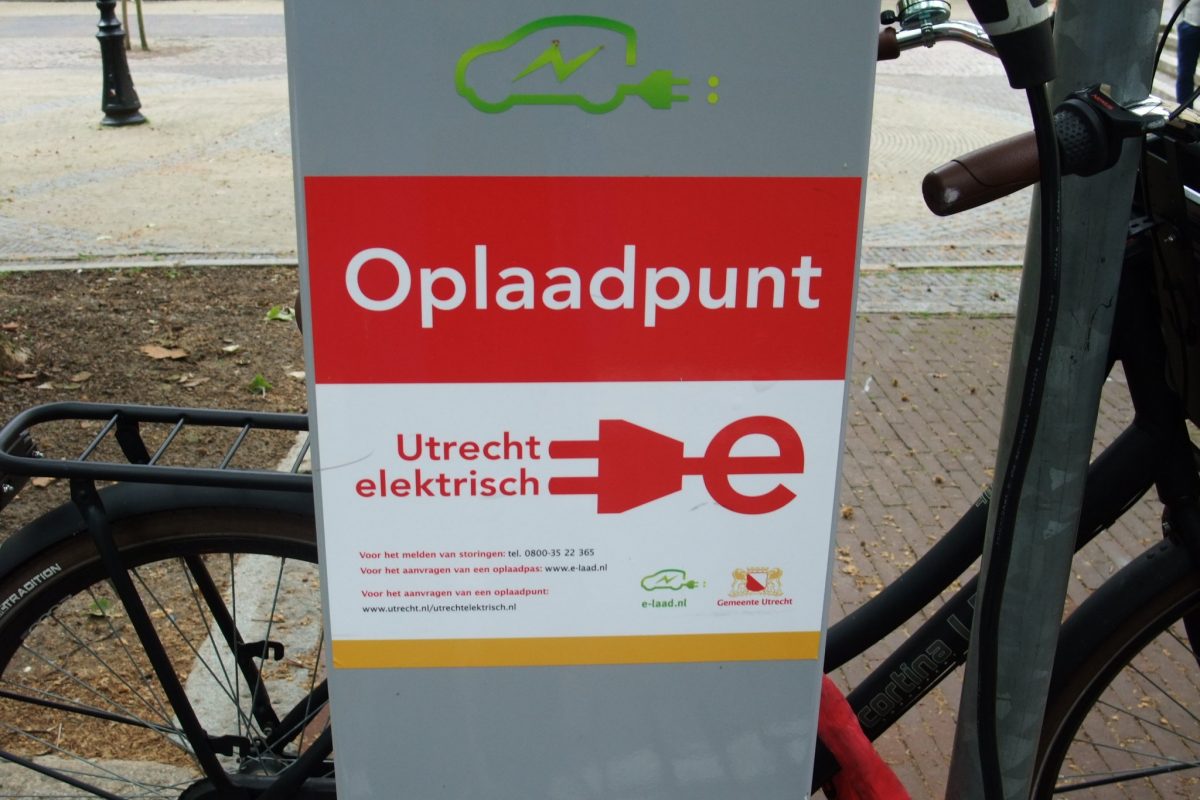 Oplaadpunt
Utrecht
elektrisch
e
Voor het melden van storingen: tel. 0800-35 22 365
Voor het aanvragen van een oplaadpas: www.e-laad.nl
Voor het aanvragen van een oplaadpunt:
www.utrecht.nl/utrechtelektrisch.nl
e-laad.nl
Gemeente Utrecht
cortina